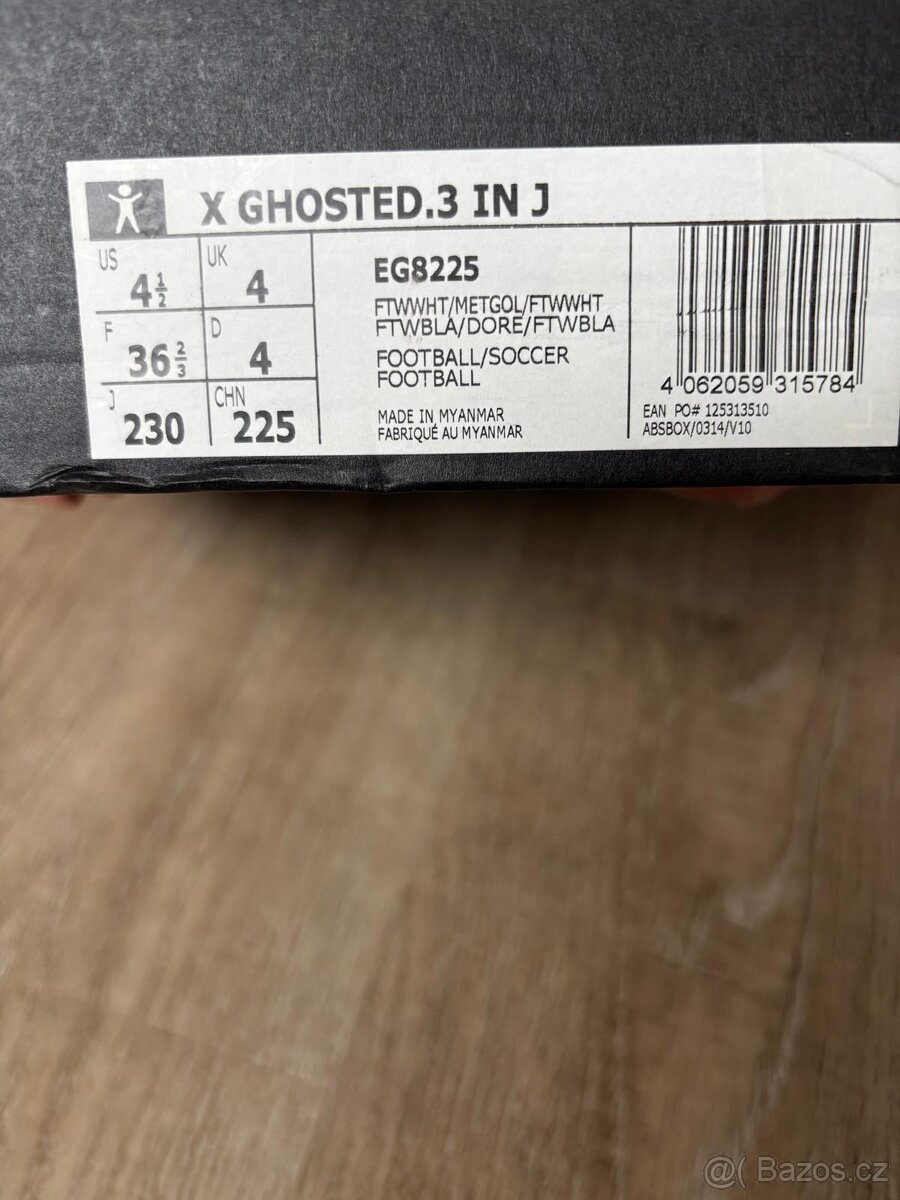 X GHOSTED.3 IN J
US 4½ UK 4
F 36⅔ D 4
J 230 CHN 225
EG8225
FTWWHT/METGOL/FTWWHT
FTWBLA/DORE/FTWBLA
FOOTBALL/SOCCER
FOOTBALL
MADE IN MYANMAR
FABRIQUÉ AU MYANMAR
4 062059 315784
EAN PO# 125313510
ABSBOX/0314/V10
@( Bazos.cz